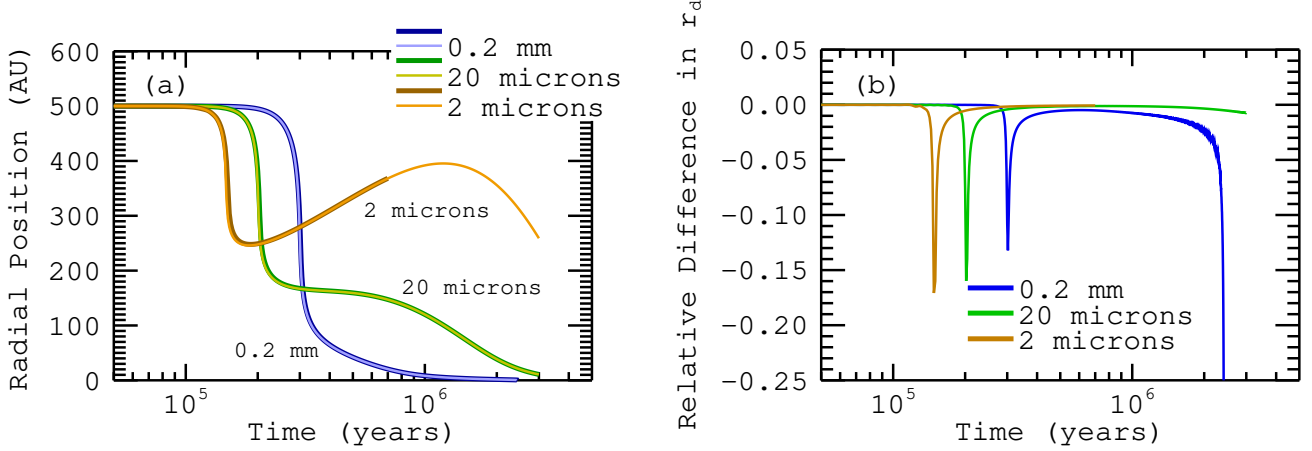 Radial Position (AU)
600
500
400
300
200
100
0
(a)
0.2 mm
20 microns
2 microns
2 microns
20 microns
0.2 mm
10^5
10^6
Time (years)
Relative Difference in r_d
0.05
0.00
−0.05
−0.10
−0.15
−0.20
−0.25
(b)
0.2 mm
20 microns
2 microns
10^5
10^6
Time (years)